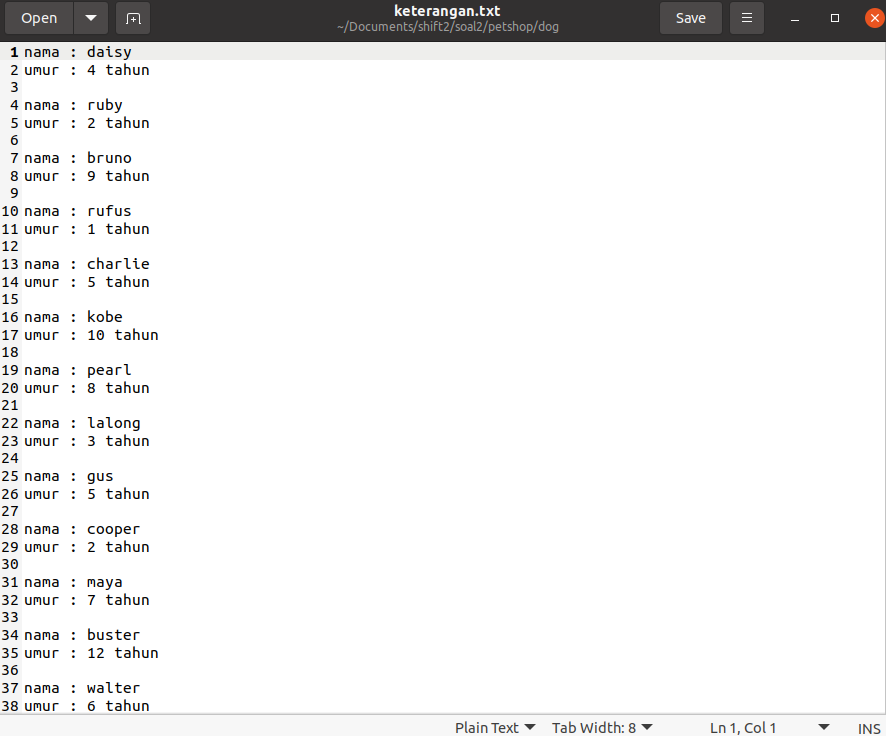 Open
keterangan.txt
~/Documents/shift2/soal2/petshop/dog
Save
1 nama : daisy
2 umur : 4 tahun
3
4 nama : ruby
5 umur : 2 tahun
6
7 nama : bruno
8 umur : 9 tahun
9
10 nama : rufus
11 umur : 1 tahun
12
13 nama : charlie
14 umur : 5 tahun
15
16 nama : kobe
17 umur : 10 tahun
18
19 nama : pearl
20 umur : 8 tahun
21
22 nama : lalong
23 umur : 3 tahun
24
25 nama : gus
26 umur : 5 tahun
27
28 nama : cooper
29 umur : 2 tahun
30
31 nama : maya
32 umur : 7 tahun
33
34 nama : buster
35 umur : 12 tahun
36
37 nama : walter
38 umur : 6 tahun
Plain Text Tab Width: 8 Ln 1, Col 1 INS